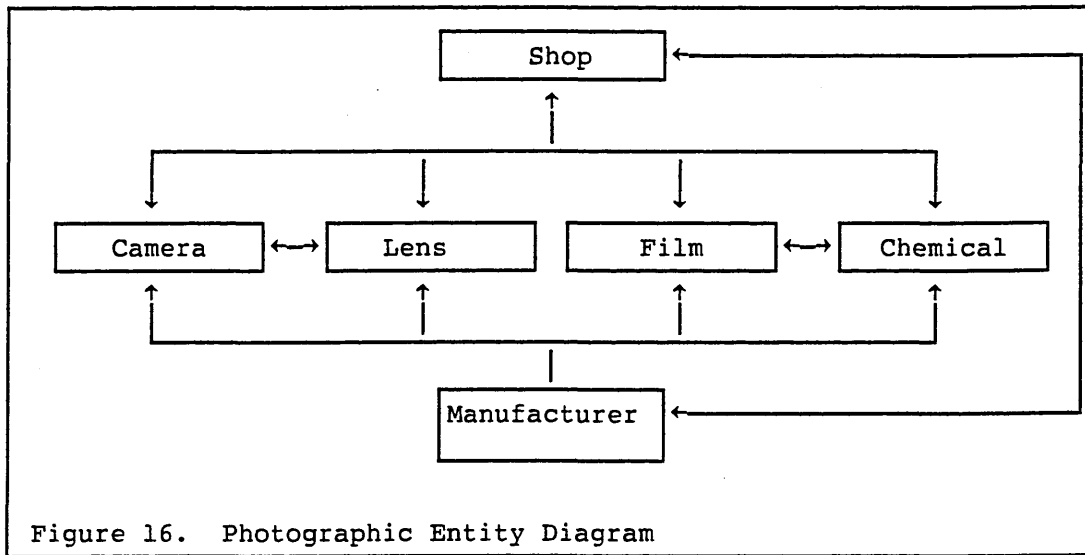 Shop
Camera
Lens
Film
Chemical
Manufacturer
Figure 16. Photographic Entity Diagram